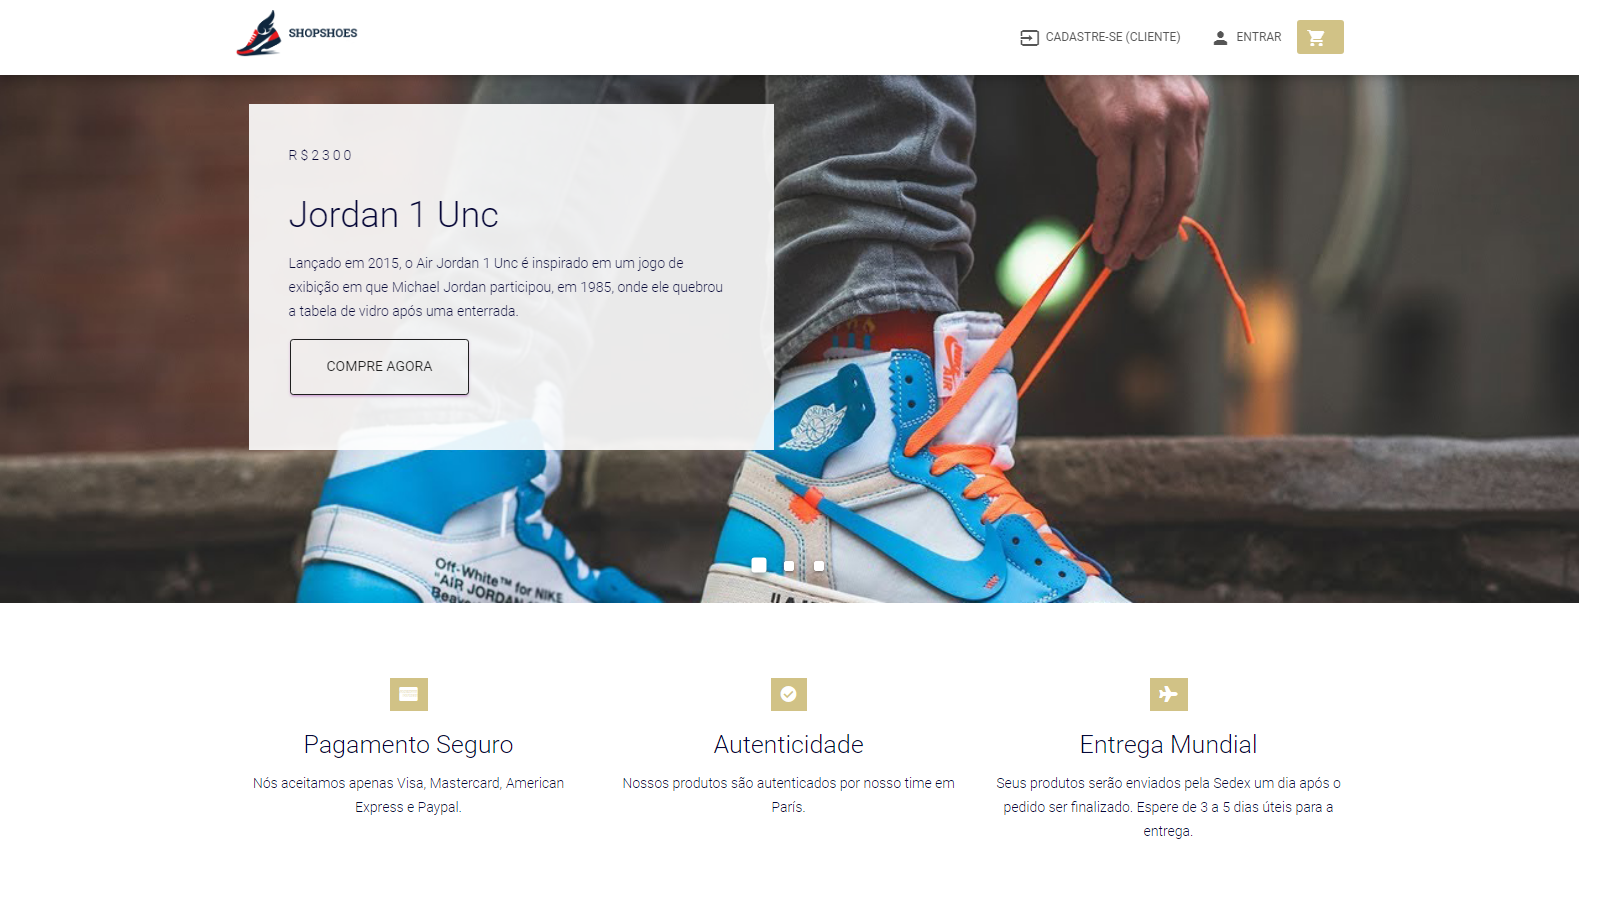 SHOPSHOES
CADASTRE-SE (CLIENTE)
ENTRAR
R$2300
Jordan 1 Unc
Lançado em 2015, o Air Jordan 1 Unc é inspirado em um jogo de
exibição em que Michael Jordan participou, em 1985, onde ele quebrou
a tabela de vidro após uma enterrada.
COMPRE AGORA
NIKE
AIR
Off-White™ for NIKE
"AIR JORDAN
Pagamento Seguro
Nós aceitamos apenas Visa, Mastercard, American
Express e Paypal.
Autenticidade
Nossos produtos são autenticados por nosso time em
París.
Entrega Mundial
Seus produtos serão enviados pela Sedex um dia após o
pedido ser finalizado. Espere de 3 a 5 dias úteis para a
entrega.